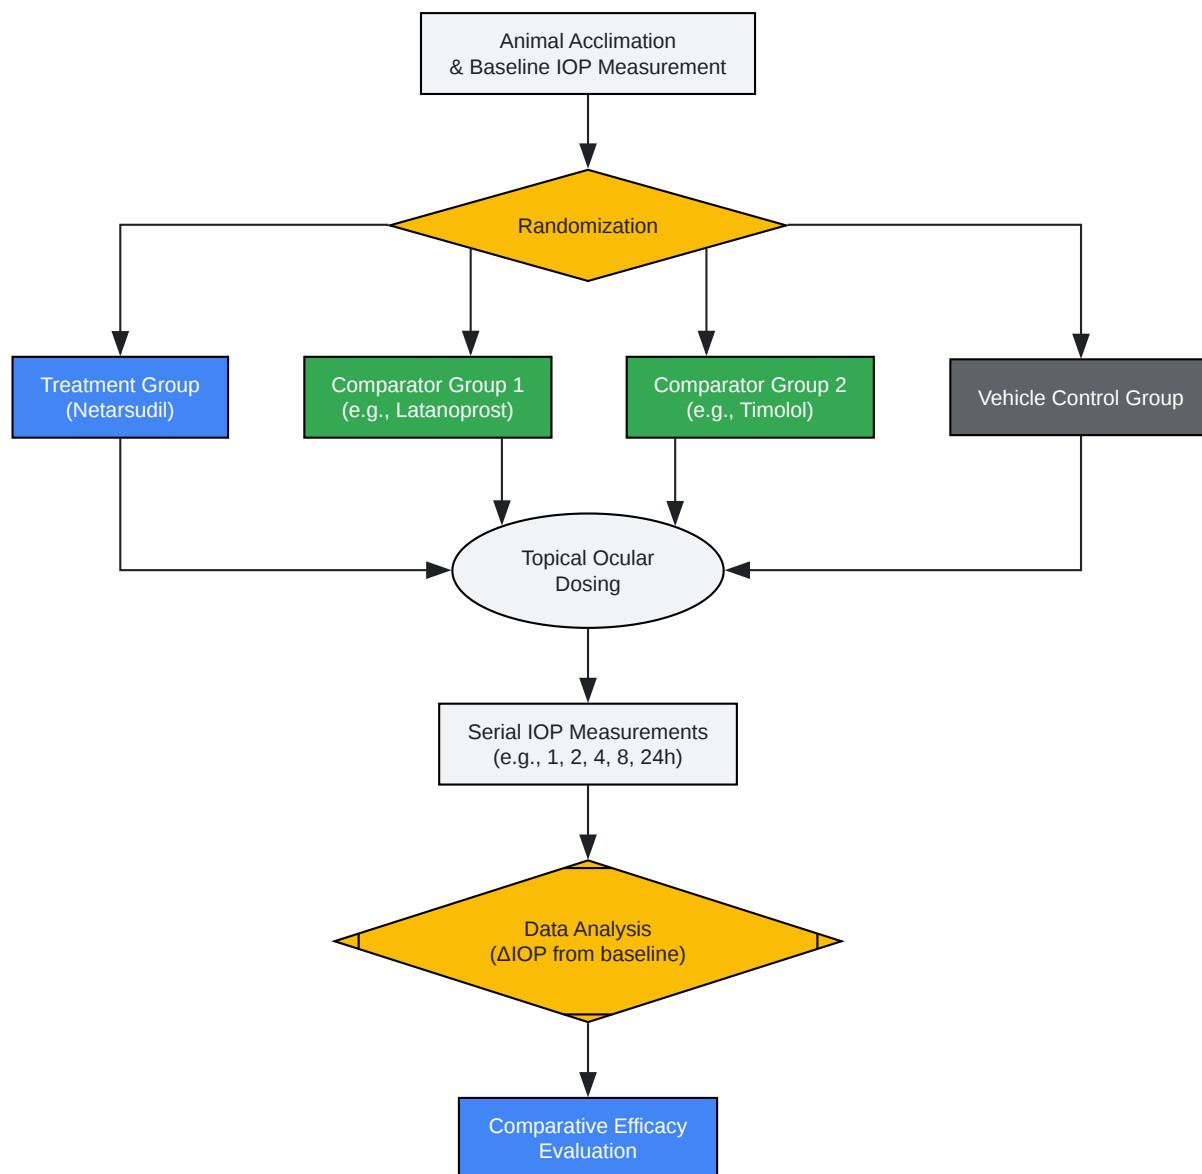 Animal Acclimation
& Baseline IOP Measurement
Randomization
Treatment Group
(Netarsudil)
Comparator Group 1
(e.g., Latanoprost)
Comparator Group 2
(e.g., Timolol)
Vehicle Control Group
Topical Ocular
Dosing
Serial IOP Measurements
(e.g., 1, 2, 4, 8, 24h)
Data Analysis
(ΔIOP from baseline)
Comparative Efficacy
Evaluation